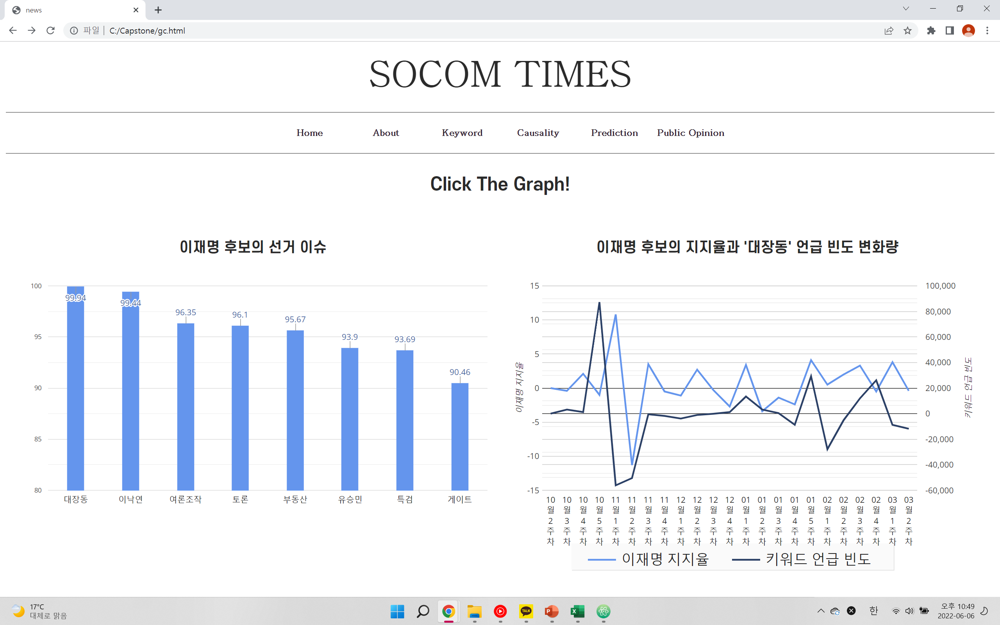 news
파일 C:/Capstone/gc.html
SOCOM TIMES
Home About Keyword Causality Prediction Public Opinion
Click The Graph!
이재명 후보의 선거 이슈
100
95
90
85
80
99.94
99.44
96.35
96.1
95.67
93.9
93.69
90.46
대장동 이낙연 여론조작 토론 부동산 유승민 특검 게이트
이재명 후보의 지지율과 '대장동' 언급 빈도 변화량
이재명 지지율
15
10
5
0
-5
-10
-15
100,000
80,000
60,000
40,000
20,000
0
-20,000
-40,000
-60,000
키워드 언급 빈도
10월2주차
10월3주차
10월4주차
10월5주차
11월1주차
11월2주차
11월3주차
11월4주차
12월1주차
12월2주차
12월3주차
12월4주차
01월1주차
01월2주차
01월3주차
01월4주차
01월5주차
02월1주차
02월2주차
02월3주차
02월4주차
03월1주차
03월2주차
이재명 지지율 키워드 언급 빈도
17°C
대체로 맑음
TALK
P
X
한
오후 10:49
2022-06-06